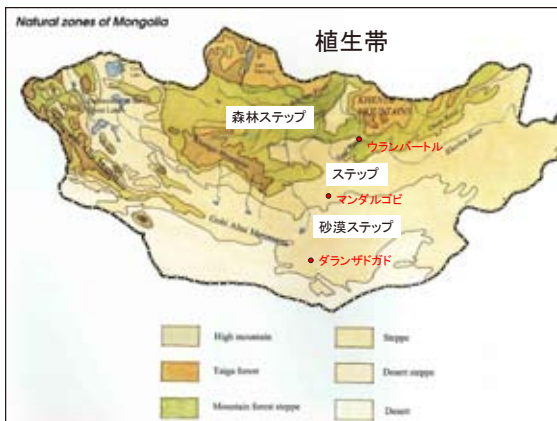 Natural zones of Mongolia
植生帯
森林ステップ
KHENTII
MOUNTAINS
ウランバートル
ステップ
マンダルゴビ
砂漠ステップ
Gobi Altai Mountains
ダランザドガド
High mountain
Steppe
Taiga forest
Desert steppe
Mountain forest steppe
Desert